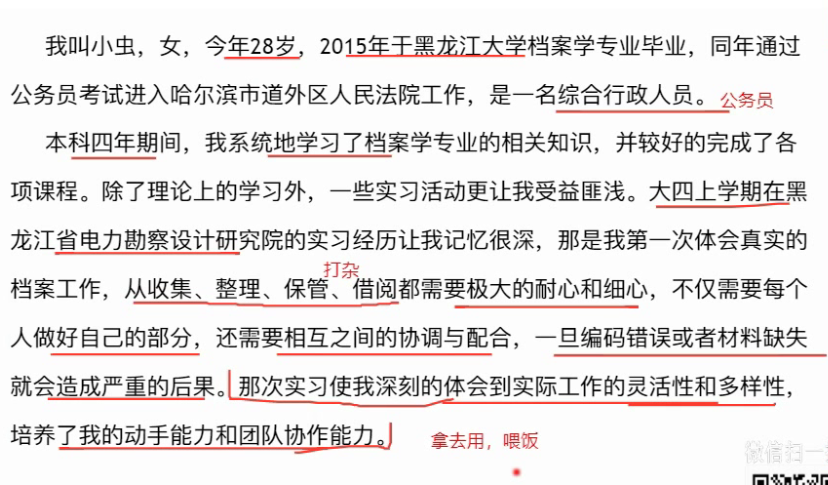 我叫小虫，女，今年28岁，2015年于黑龙江大学档案学专业毕业，同年通过
公务员考试进入哈尔滨市道外区人民法院工作，是一名综合行政人员。 公务员
本科四年期间，我系统地学习了档案学专业的相关知识，并较好的完成了各
项课程。除了理论上的学习外，一些实习活动更让我受益匪浅。大四上学期在黑
龙江省电力勘察设计研究院的实习经历让我记忆很深，那是我第一次体会真实的
打杂
档案工作，从收集、整理、保管、借阅都需要极大的耐心和细心，不仅需要每个
人做好自己的部分，还需要相互之间的协调与配合，一旦编码错误或者材料缺失
就会造成严重的后果。那次实习使我深刻的体会到实际工作的灵活性和多样性，
培养了我的动手能力和团队协作能力。 拿去用，喂饭
微信扫一